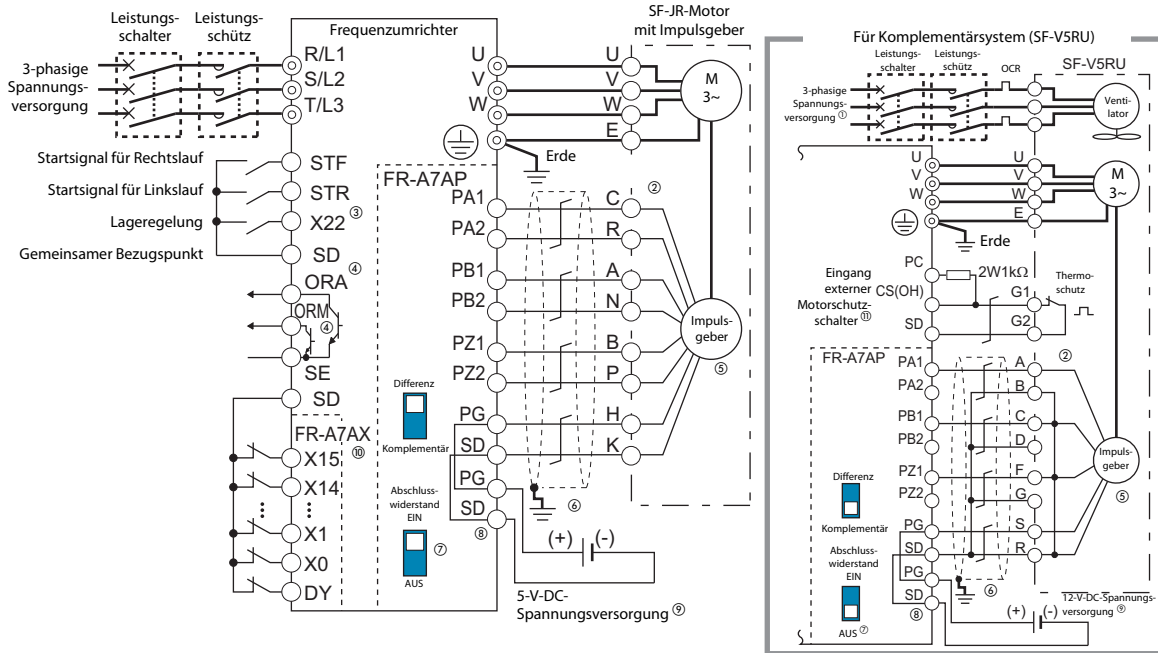 Leistungs-
schalter
Leistungs-
schütz
Frequenzumrichter
SF-JR-Motor
mit Impulsgeber
3-phasige
Spannungs-
versorgung
R/L1
S/L2
T/L3
U
V
W
U
V
W
E
M
3~
Erde
Startsignal für Rechtslauf
Startsignal für Linkslauf
Lageregelung
Gemeinsamer Bezugspunkt
STF
STR
X22 ③
SD
ORA ④
ORM ④
SE
SD
FR-A7AX ⑩
X15
X14
X1
X0
DY
FR-A7AP
PA1
PA2
PB1
PB2
PZ1
PZ2
PG
SD
PG
SD
⑧
Differenz
Komplementär
Abschluss-
widerstand
EIN
⑦
AUS
②
C
R
A
N
B
P
H
K
Impuls-
geber
⑤
⑥
(+) (-)
5-V-DC-
Spannungsversorgung ⑨
Für Komplementärsystem (SF-V5RU)
Leistungs-
schalter
Leistungs-
schütz
OCR
SF-V5RU
3-phasige
Spannungs-
versorgung ①
Venti-
lator
U
V
W
U
V
W
E
M
3~
Erde
PC
2W1kΩ
Eingang
externer
Motorschutz-
schalter ⑪
CS(OH)
SD
G1
G2
Thermo-
schutz
FR-A7AP
PA1
PA2
PB1
PB2
PZ1
PZ2
PG
SD
PG
SD
⑧
Differenz
Komplementär
Abschluss-
widerstand
EIN
AUS ⑦
②
A
B
C
D
F
G
S
R
Impuls-
geber
⑤
⑥
(+) (-)
12-V-DC-Spannungs-
versorgung ⑨